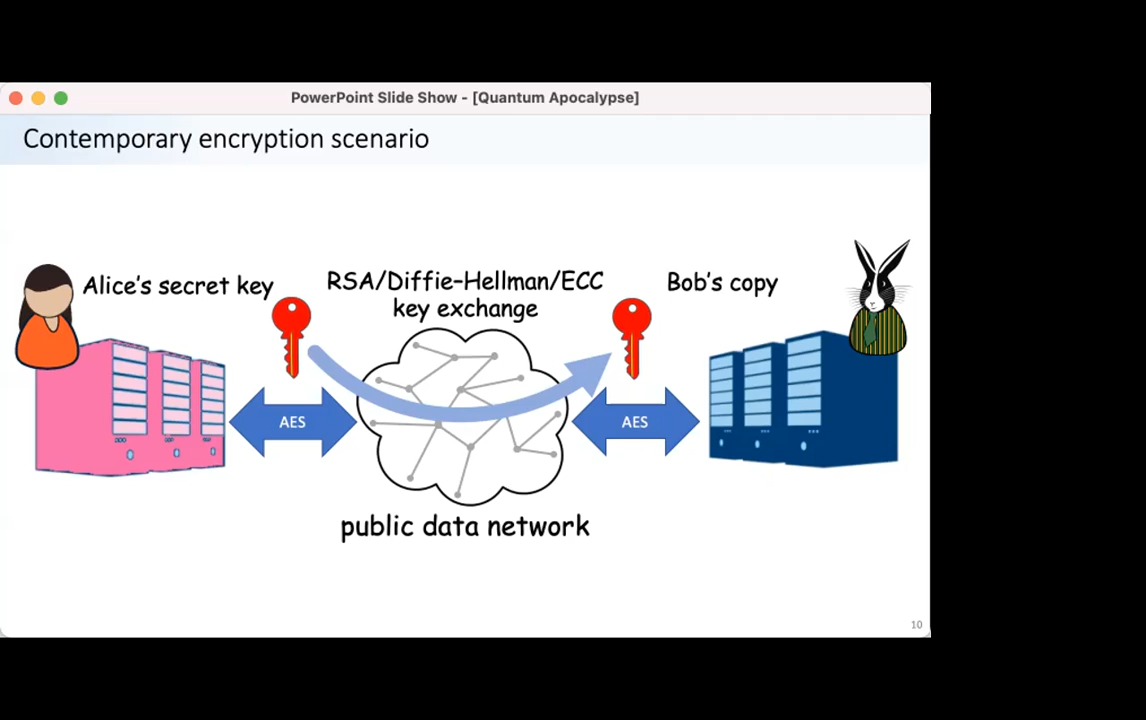 PowerPoint Slide Show - [Quantum Apocalypse]
Contemporary encryption scenario
Alice's secret key
RSA/Diffie–Hellman/ECC
key exchange
Bob's copy
AES
AES
public data network
10